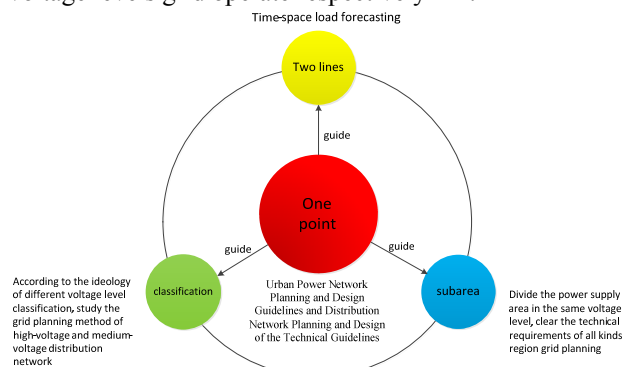 Time-space load forecasting
Two lines
guide
One
point
guide
guide
classification
subarea
According to the ideology
of different voltage level
classification, study the
grid planning method of
high-voltage and medium-
voltage distribution
network
Urban Power Network
Planning and Design
Guidelines and Distribution
Network Planning and Design
of the Technical Guidelines
Divide the power supply
area in the same voltage
level, clear the technical
requirements of all kinds
region grid planning